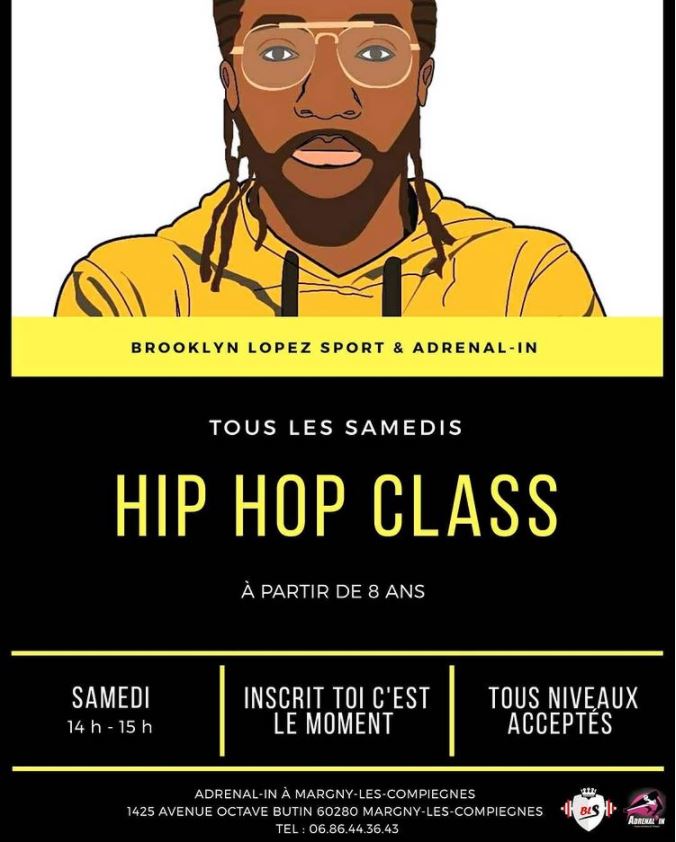 BROOKLYN LOPEZ SPORT & ADRENAL-IN
TOUS LES SAMEDIS
HIP HOP CLASS
À PARTIR DE 8 ANS
SAMEDI
14 h - 15 h
INSCRIT TOI C'EST
LE MOMENT
TOUS NIVEAUX
ACCEPTÉS
ADRENAL-IN À MARGNY-LES-COMPIEGNES
1425 AVENUE OCTAVE BUTIN 60280 MARGNY-LES-COMPIEGNES
TEL : 06.86.44.36.43
BLS
ADRENAL'IN